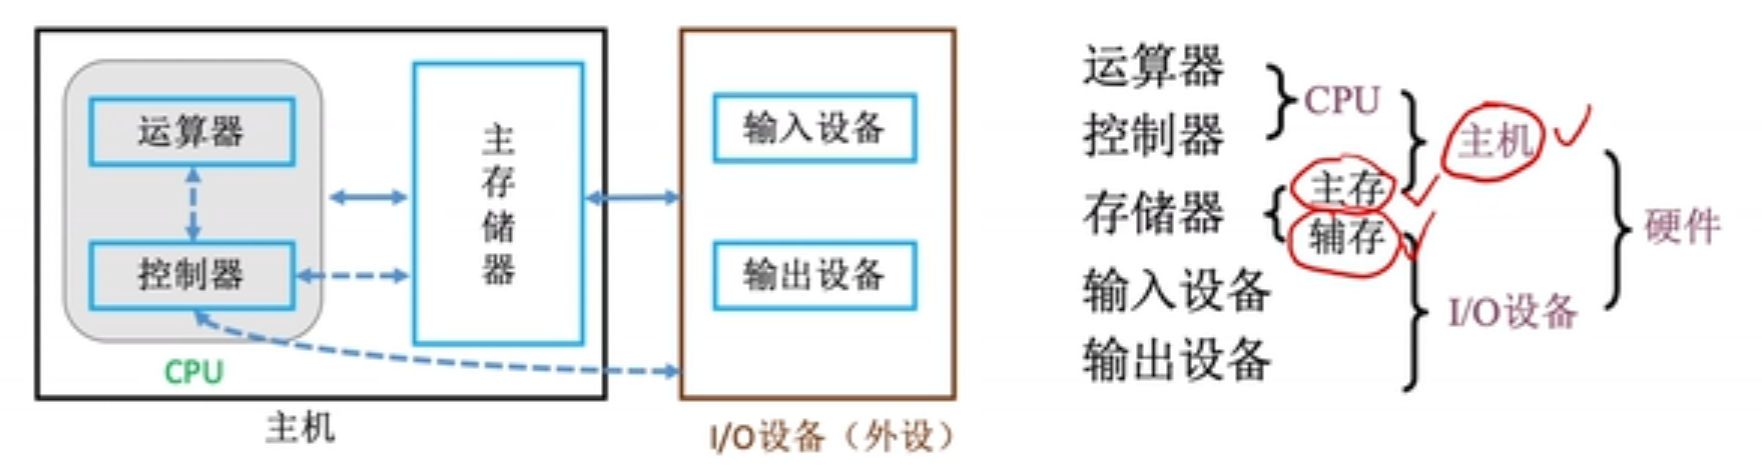 运算器
控制器
CPU
主存储器
主机
输入设备
输出设备
I/O设备（外设）
运算器
控制器
CPU
主机
存储器
主存
辅存
输入设备
输出设备
I/O设备
硬件